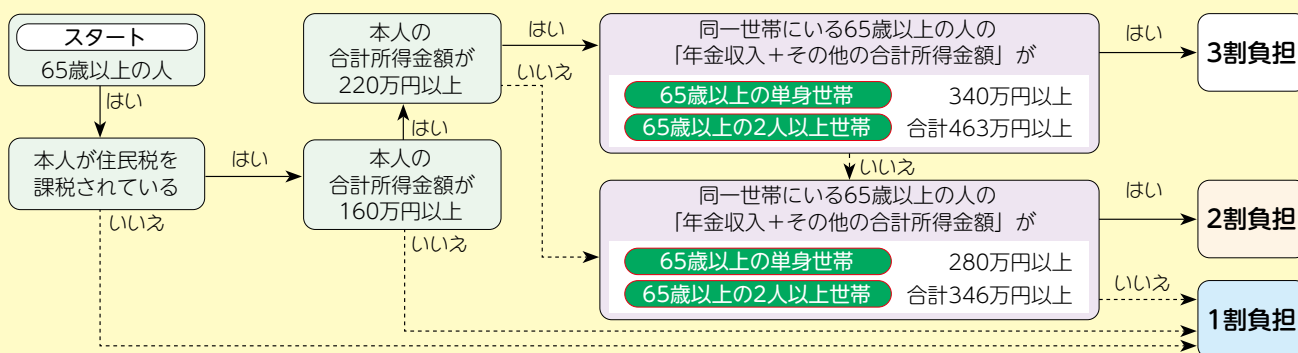 スタート
65歳以上の人
はい
本人が住民税を
課税されている
はい
いいえ
本人の
合計所得金額が
160万円以上
はい
いいえ
本人の
合計所得金額が
220万円以上
はい
いいえ
同一世帯にいる65歳以上の人の
「年金収入＋その他の合計所得金額」が
65歳以上の単身世帯 340万円以上
65歳以上の2人以上世帯 合計463万円以上
はい
いいえ
3割負担
同一世帯にいる65歳以上の人の
「年金収入＋その他の合計所得金額」が
65歳以上の単身世帯 280万円以上
65歳以上の2人以上世帯 合計346万円以上
はい
いいえ
2割負担
1割負担